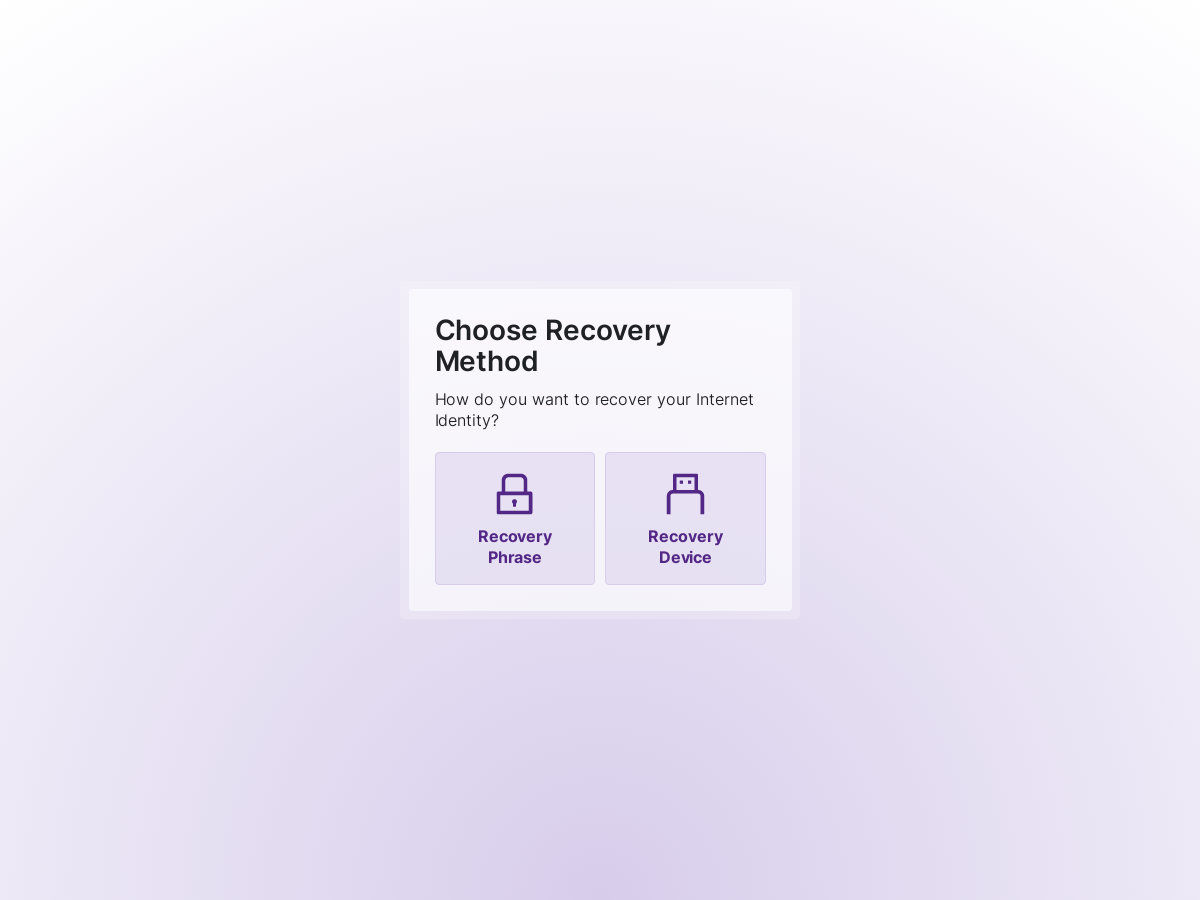 Choose Recovery
Method
How do you want to recover your Internet
Identity?
Recovery
Phrase
Recovery
Device